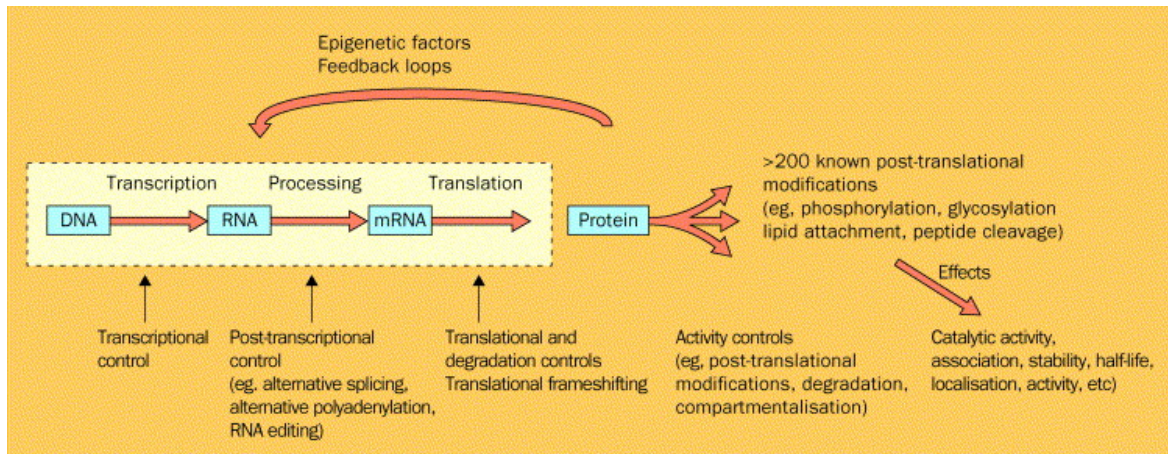 Epigenetic factors
Feedback loops
Transcription
Processing
Translation
DNA
RNA
mRNA
Protein
>200 known post-translational
modifications
(eg, phosphorylation, glycosylation
lipid attachment, peptide cleavage)
Effects
Transcriptional
control
Post-transcriptional
control
(eg. alternative splicing,
alternative polyadenylation,
RNA editing)
Translational and
degradation controls
Translational frameshifting
Activity controls
(eg, post-translational
modifications, degradation,
compartmentalisation)
Catalytic activity,
association, stability, half-life,
localisation, activity, etc)